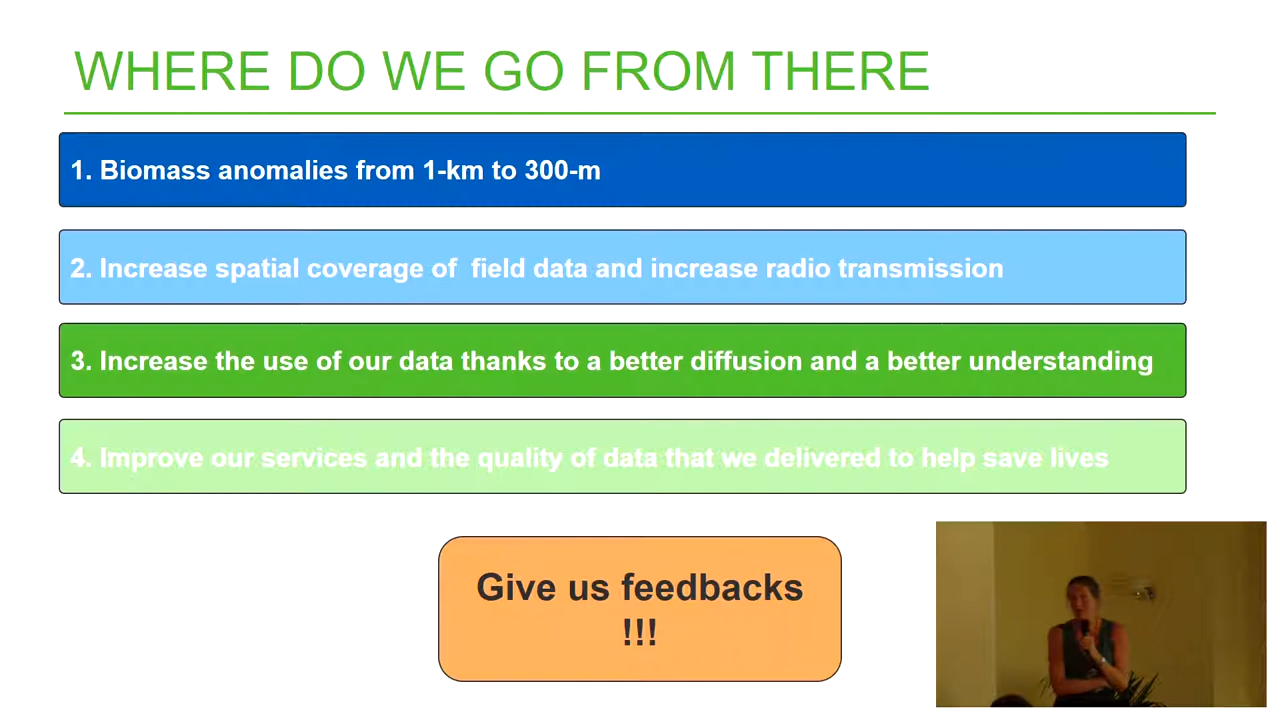 WHERE DO WE GO FROM THERE
1. Biomass anomalies from 1-km to 300-m
2. Increase spatial coverage of  field data and increase radio transmission
3. Increase the use of our data thanks to a better diffusion and a better understanding
4. Improve our services and the quality of data that we delivered to help save lives
Give us feedbacks
!!!